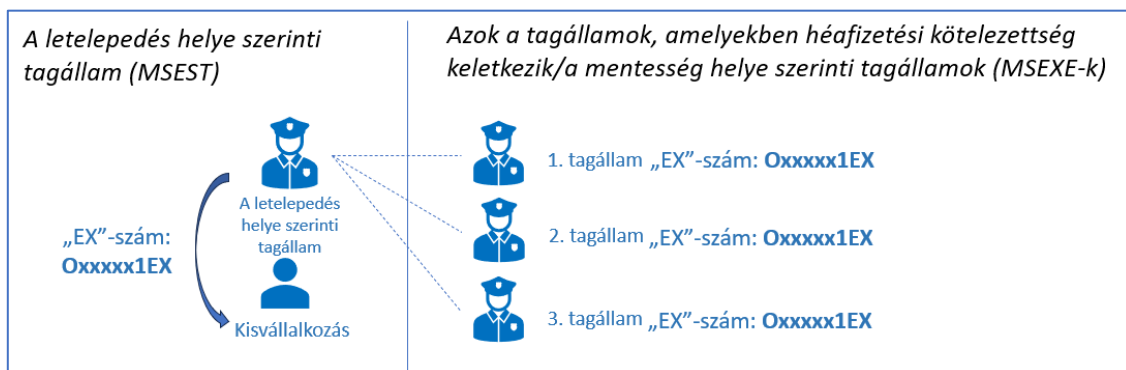 A letelepedés helye szerinti
tagállam (MSEST)
Azok a tagállamok, amelyekben héafizetési kötelezettség
keletkezik/a mentesség helye szerinti tagállamok (MSEXE-k)
A letelepedés
helye szerinti
tagállam
„EX”-szám:
Oxxxxx1EX
Kisvállalkozás
1. tagállam „EX”-szám: Oxxxxx1EX
2. tagállam „EX”-szám: Oxxxxx1EX
3. tagállam „EX”-szám: Oxxxxx1EX